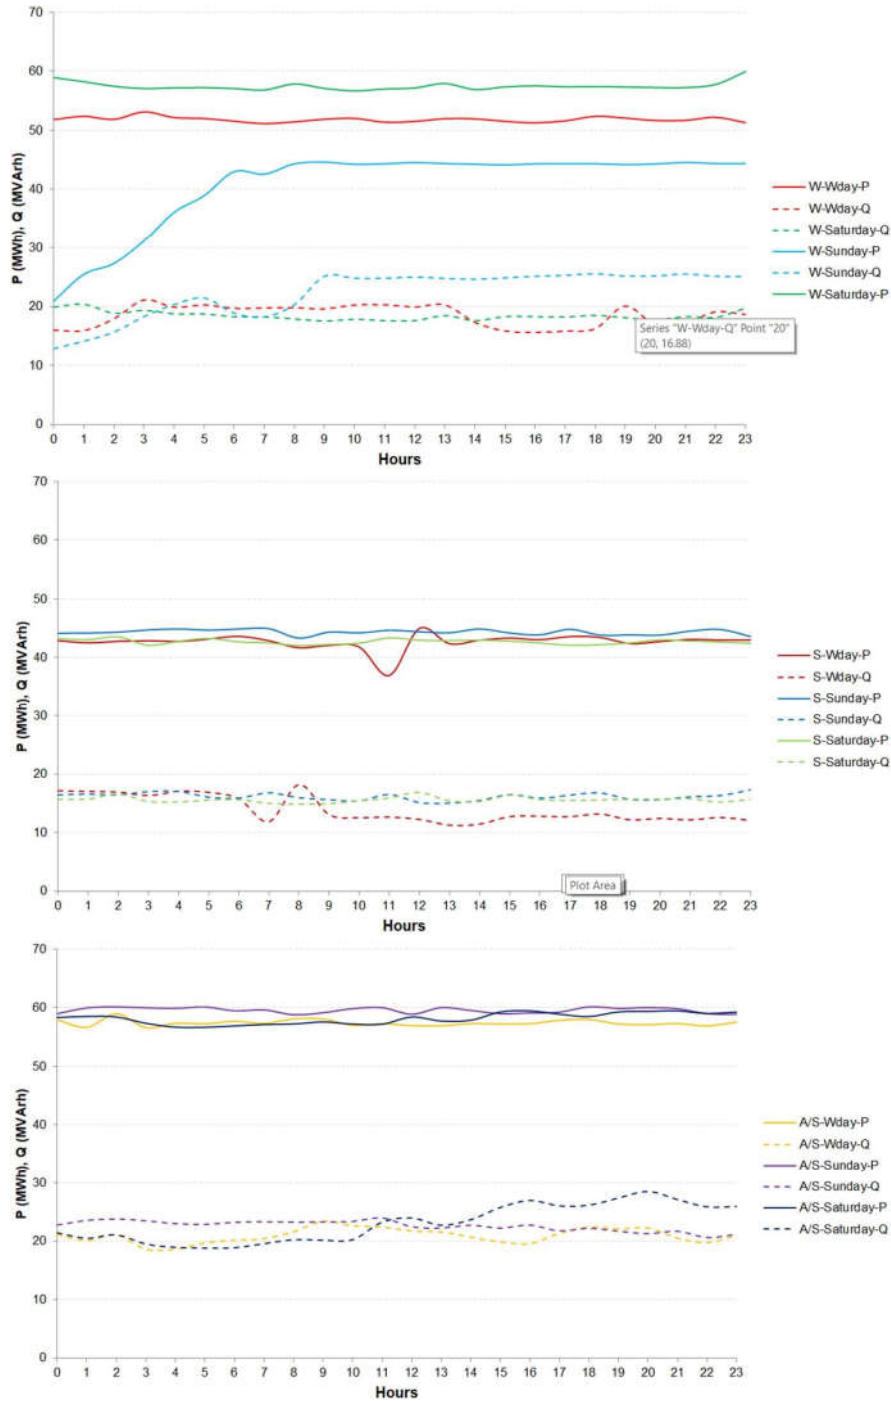 70
60
50
40
30
20
10
0
P (MWh), Q (MVArh)
0 1 2 3 4 5 6 7 8 9 10 11 12 13 14 15 16 17 18 19 20 21 22 23
Hours
W-Wday-P
W-Wday-Q
W-Saturday-Q
W-Sunday-P
W-Sunday-Q
W-Saturday-P
Series "W-Wday-Q" Point "20"
(20, 16.88)
70
60
50
40
30
20
10
0
P (MWh), Q (MVArh)
0 1 2 3 4 5 6 7 8 9 10 11 12 13 14 15 16 17 18 19 20 21 22 23
Hours
S-Wday-P
S-Wday-Q
S-Sunday-P
S-Sunday-Q
S-Saturday-P
S-Saturday-Q
Plot Area
70
60
50
40
30
20
10
0
P (MWh), Q (MVArh)
0 1 2 3 4 5 6 7 8 9 10 11 12 13 14 15 16 17 18 19 20 21 22 23
Hours
A/S-Wday-P
A/S-Wday-Q
A/S-Sunday-P
A/S-Sunday-Q
A/S-Saturday-P
A/S-Saturday-Q